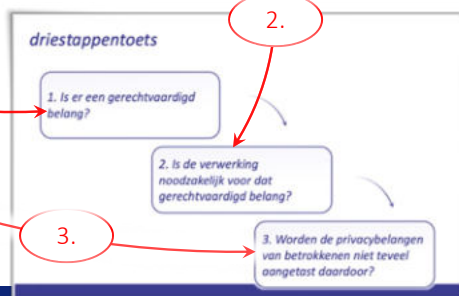 2.
driestappentoets
1. Is er een gerechtvaardigd
belang?
2. Is de verwerking
noodzakelijk voor dat
gerechtvaardigd belang?
3.
3. Worden de privacybelangen
van betrokkenen niet teveel
aangetast daardoor?